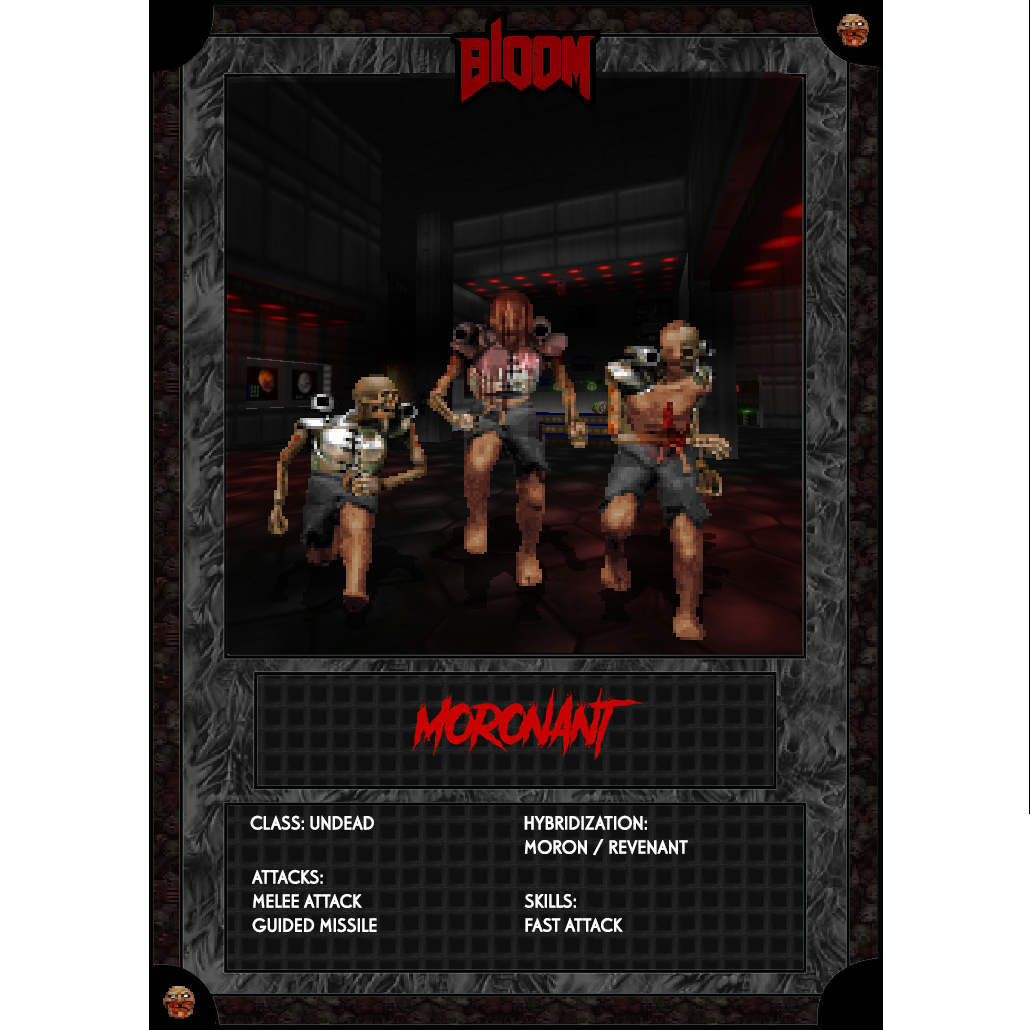 BLOOM
MORONANT
CLASS: UNDEAD
HYBRIDIZATION:
MORON / REVENANT
ATTACKS:
MELEE ATTACK
GUIDED MISSILE
SKILLS:
FAST ATTACK